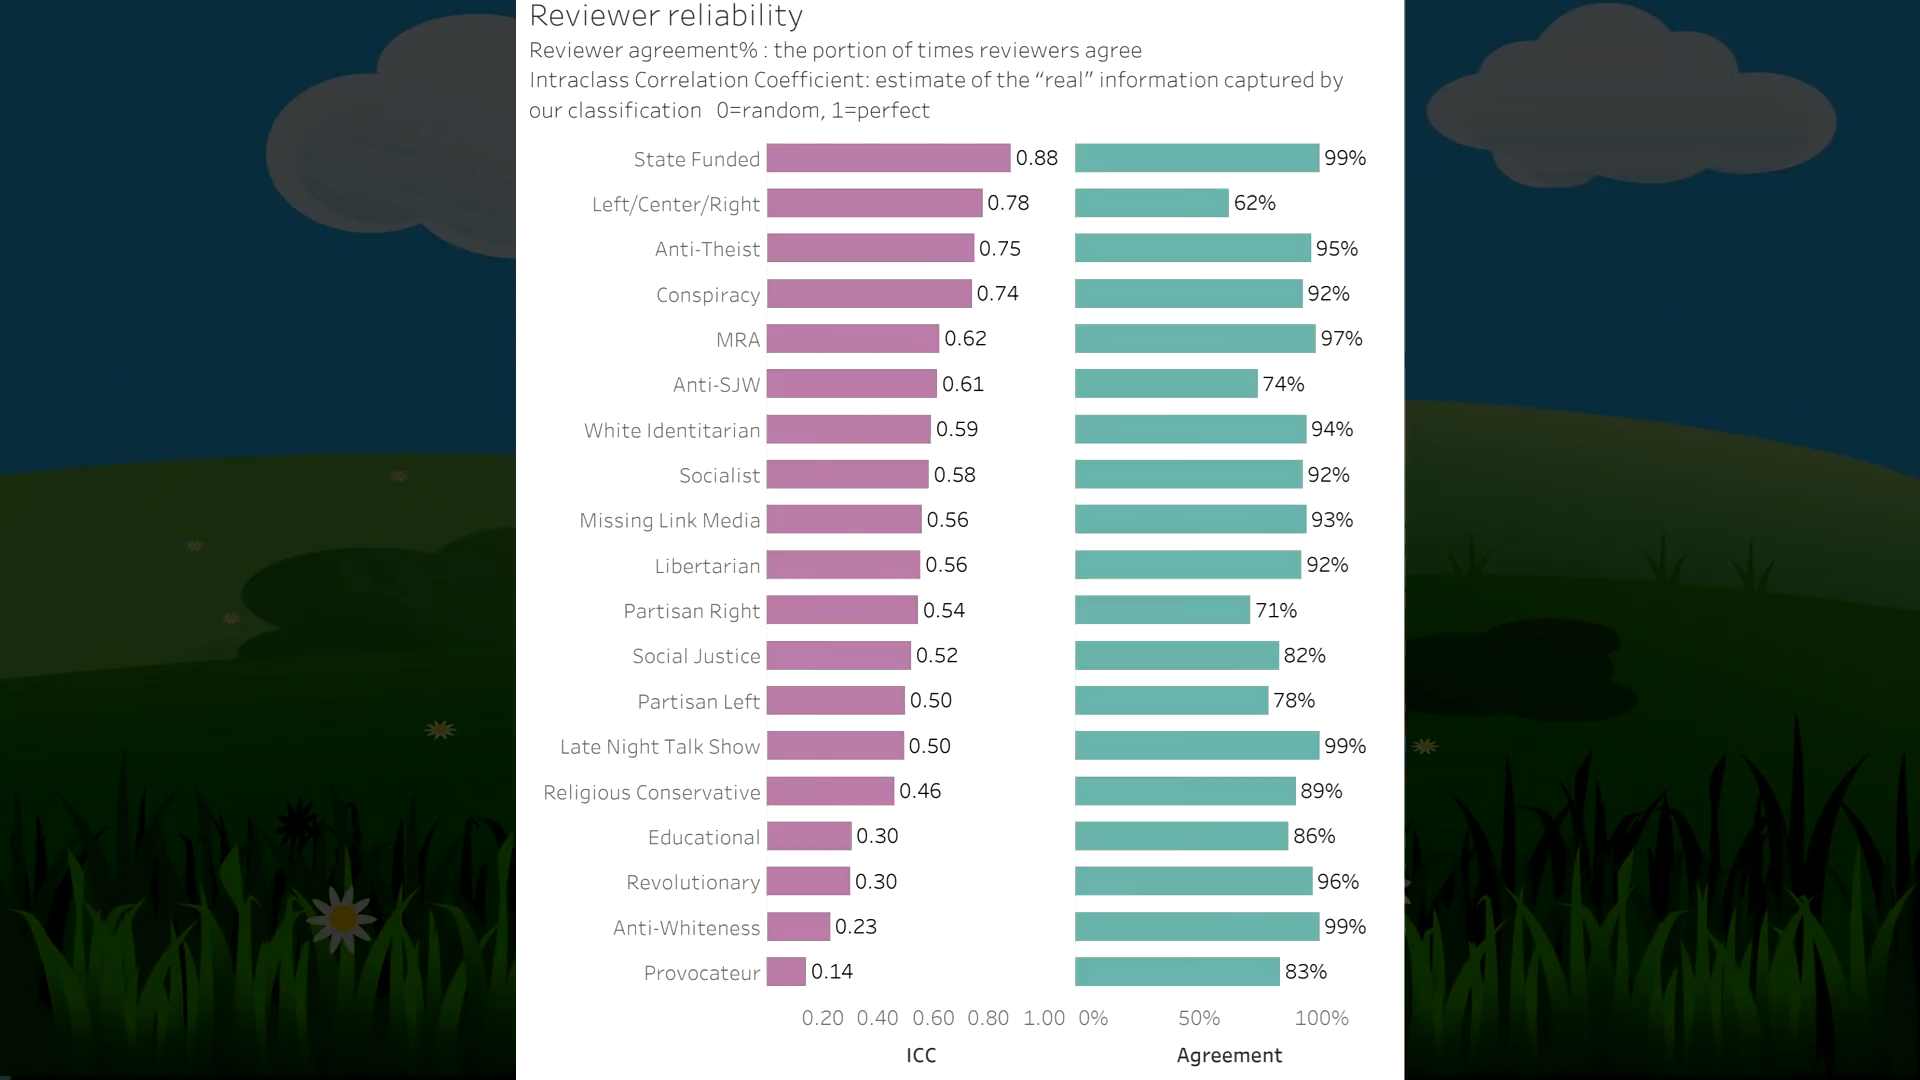 Reviewer reliability
Reviewer agreement% : the portion of times reviewers agree
Intraclass Correlation Coefficient: estimate of the “real” information captured by
our classification 0=random, 1=perfect
State Funded 0.88 99%
Left/Center/Right 0.78 62%
Anti-Theist 0.75 95%
Conspiracy 0.74 92%
MRA 0.62 97%
Anti-SJW 0.61 74%
White Identitarian 0.59 94%
Socialist 0.58 92%
Missing Link Media 0.56 93%
Libertarian 0.56 92%
Partisan Right 0.54 71%
Social Justice 0.52 82%
Partisan Left 0.50 78%
Late Night Talk Show 0.50 99%
Religious Conservative 0.46 89%
Educational 0.30 86%
Revolutionary 0.30 96%
Anti-Whiteness 0.23 99%
Provocateur 0.14 83%
0.20 0.40 0.60 0.80 1.00 0% 50% 100%
ICC Agreement